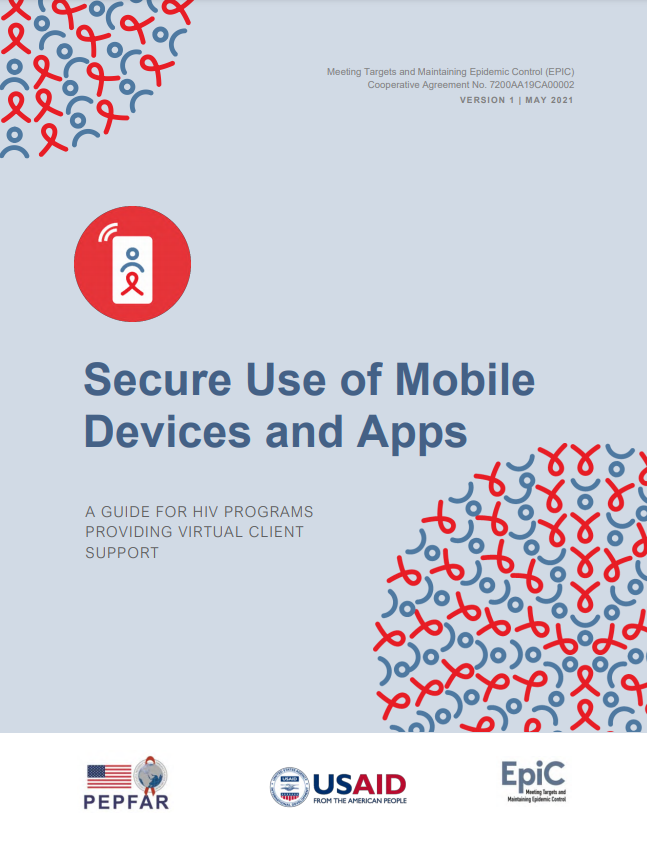 Meeting Targets and Maintaining Epidemic Control (EPIC)
Cooperative Agreement No. 7200AA19CA00002
VERSION 1 | MAY 2021
Secure Use of Mobile
Devices and Apps
A GUIDE FOR HIV PROGRAMS
PROVIDING VIRTUAL CLIENT
SUPPORT
PEPFAR
USAID
USAID
FROM THE AMERICAN PEOPLE
EpiC
Meeting Targets and
Maintaining Epidemic Control